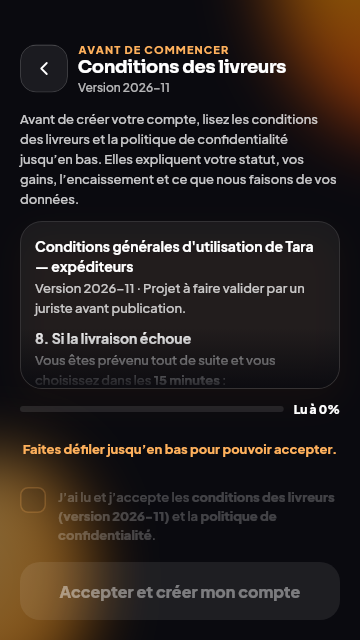 AVANT DE COMMENCER
Conditions des livreurs
Version 2026-11
Avant de créer votre compte, lisez les conditions
des livreurs et la politique de confidentialité
jusqu'en bas. Elles expliquent votre statut, vos
gains, l'encaissement et ce que nous faisons de vos
données.
Conditions générales d'utilisation de Tara
— expéditeurs
Version 2026-11 · Projet à faire valider par un
juriste avant publication.
8. Si la livraison échoue
Vous êtes prévenu tout de suite et vous
choisissez dans les 15 minutes :
Lu à 0%
Faites défiler jusqu'en bas pour pouvoir accepter.
J'ai lu et j'accepte les conditions des livreurs
(version 2026-11) et la politique de
confidentialité.
Accepter et créer mon compte